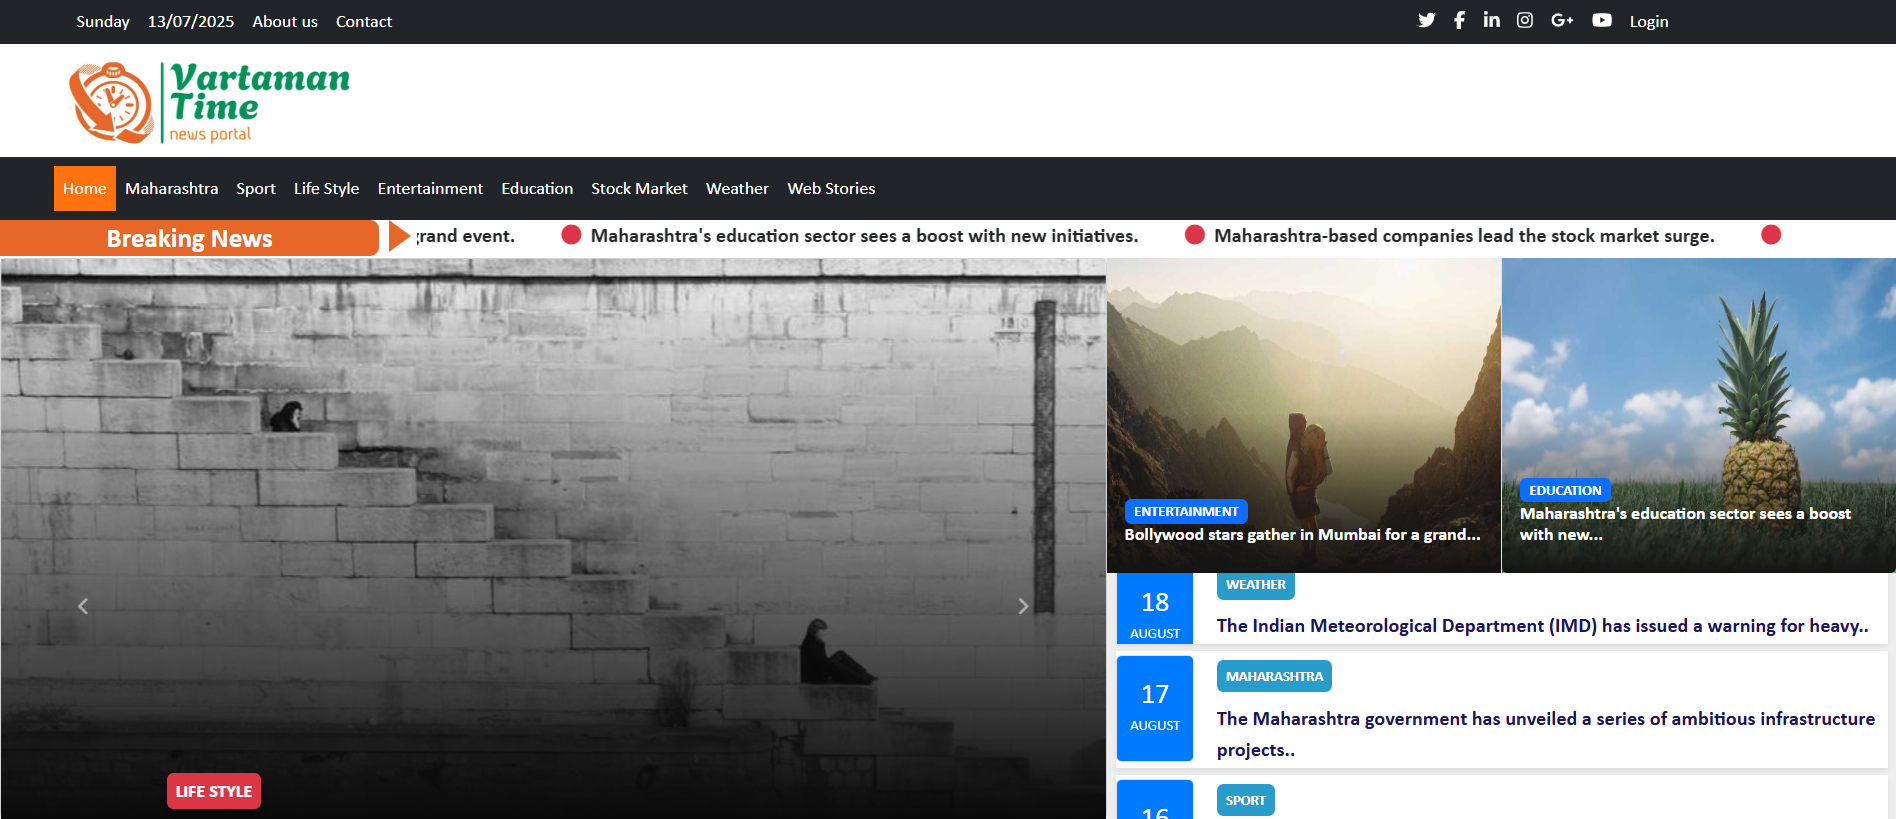 Sunday 13/07/2025 About us Contact Login
Vartaman
Time
news portal
Home Maharashtra Sport Life Style Entertainment Education Stock Market Weather Web Stories
Breaking News
grand event. Maharashtra's education sector sees a boost with new initiatives. Maharashtra-based companies lead the stock market surge.
LIFE STYLE
ENTERTAINMENT
Bollywood stars gather in Mumbai for a grand...
EDUCATION
Maharashtra's education sector sees a boost
with new...
18
AUGUST
WEATHER
The Indian Meteorological Department (IMD) has issued a warning for heavy..
17
AUGUST
MAHARASHTRA
The Maharashtra government has unveiled a series of ambitious infrastructure
projects..
16
SPORT